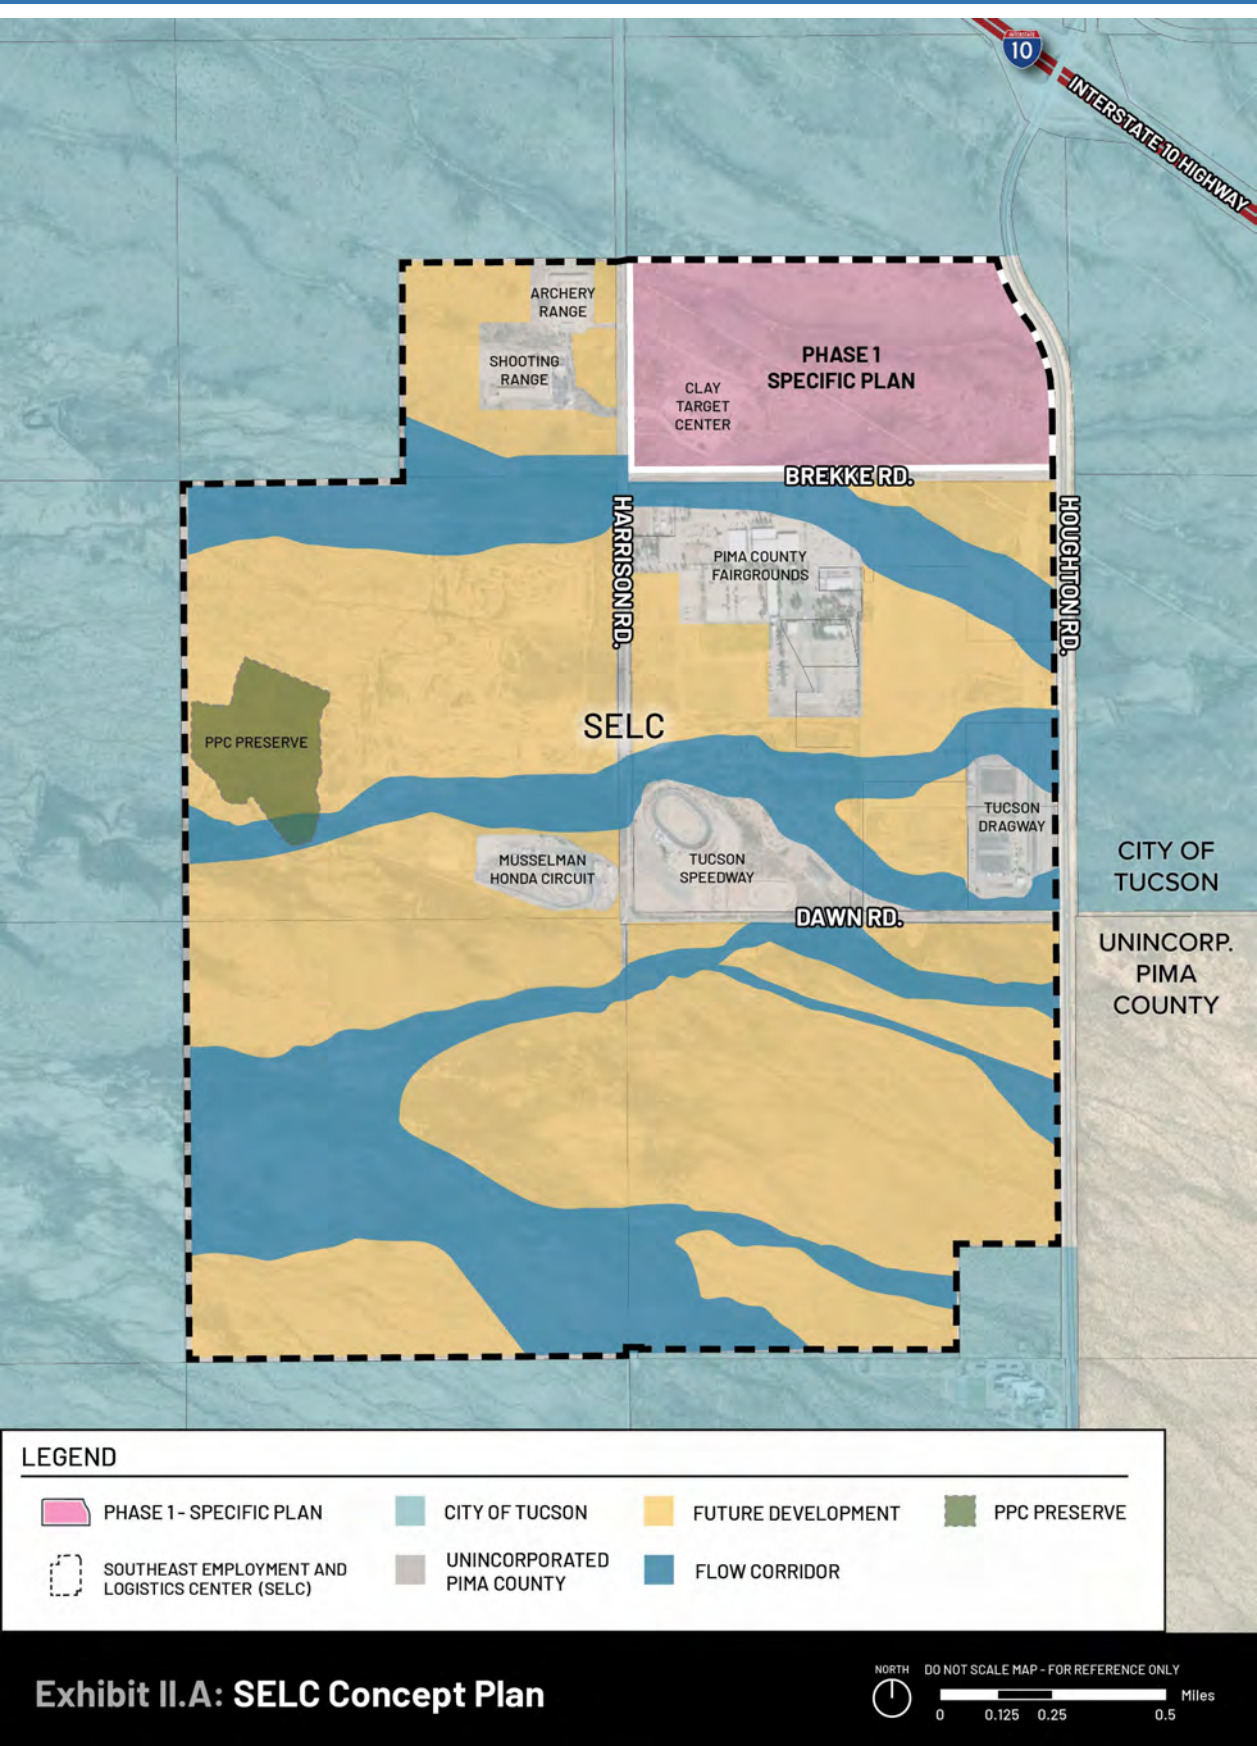 INTERSTATE
10
INTERSTATE 10 HIGHWAY
ARCHERY
RANGE
SHOOTING
RANGE
PHASE 1
SPECIFIC PLAN
CLAY
TARGET
CENTER
BREKKE RD.
HARRISON RD.
HOUGHTON RD.
PIMA COUNTY
FAIRGROUNDS
SELC
PPC PRESERVE
TUCSON
DRAGWAY
MUSSELMAN
HONDA CIRCUIT
TUCSON
SPEEDWAY
CITY OF
TUCSON
DAWN RD.
UNINCORP.
PIMA
COUNTY
LEGEND
PHASE 1 - SPECIFIC PLAN
CITY OF TUCSON
FUTURE DEVELOPMENT
PPC PRESERVE
SOUTHEAST EMPLOYMENT AND
LOGISTICS CENTER (SELC)
UNINCORPORATED
PIMA COUNTY
FLOW CORRIDOR
Exhibit II.A: SELC Concept Plan
NORTH
DO NOT SCALE MAP - FOR REFERENCE ONLY
Miles
0 0.125 0.25 0.5